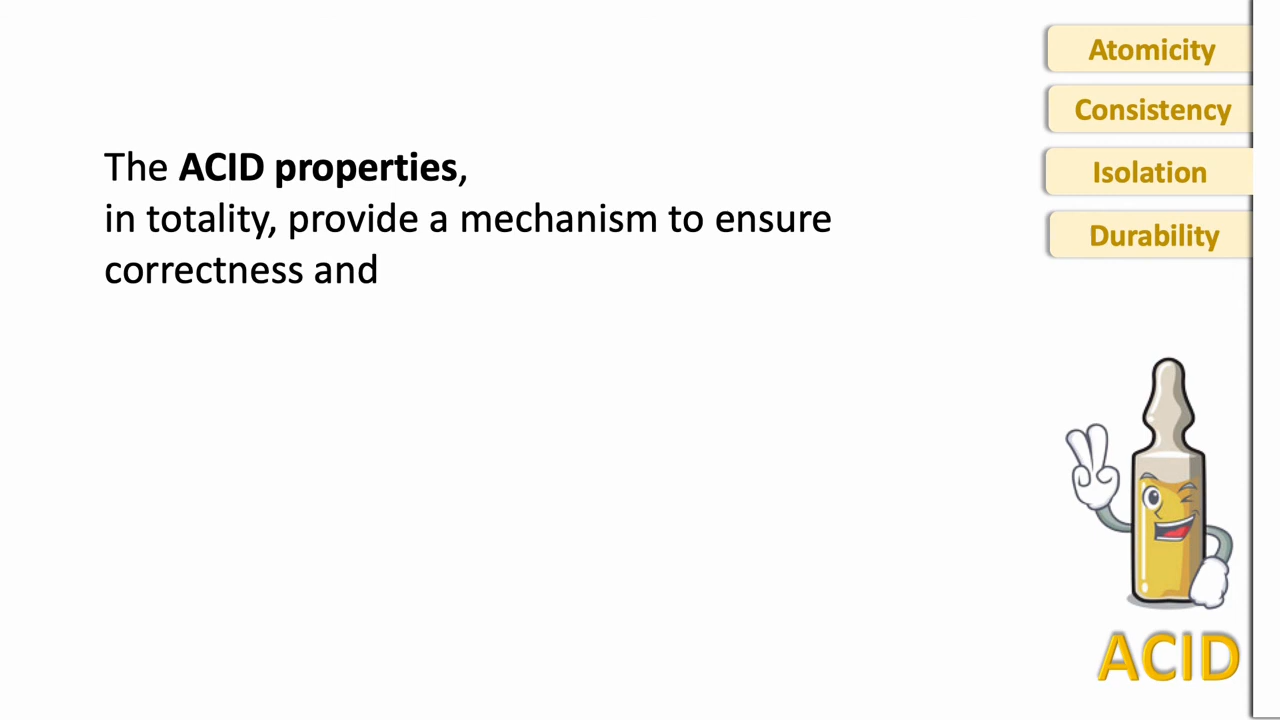 The ACID properties,
in totality, provide a mechanism to ensure
correctness and
Atomicity
Consistency
Isolation
Durability
ACID